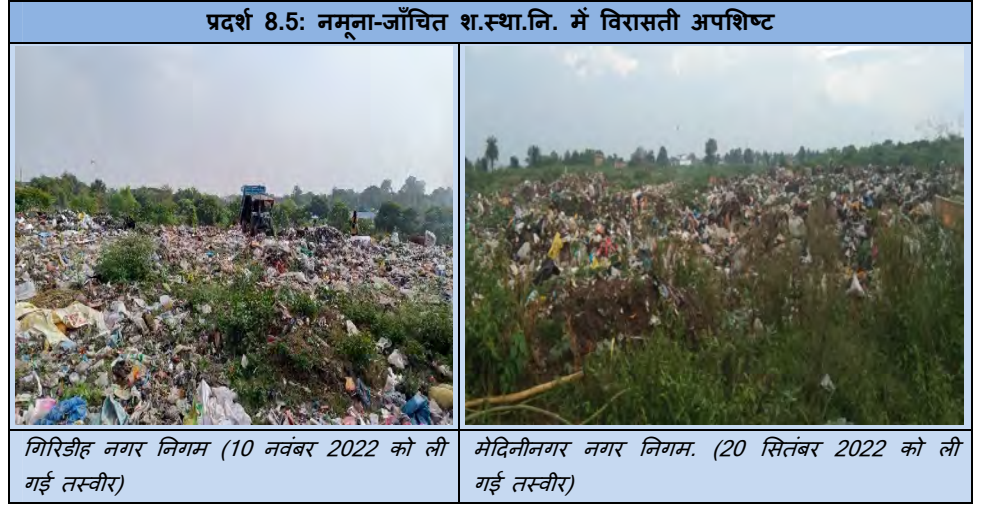 प्रदर्श 8.5: नमूना-जाँचित श.स्था.नि. में विरासती अपशिष्ट
गिरिडीह नगर निगम (10 नवंबर 2022 को ली
गई तस्वीर)
मेदिनीनगर नगर निगम. (20 सितंबर 2022 को ली
गई तस्वीर)